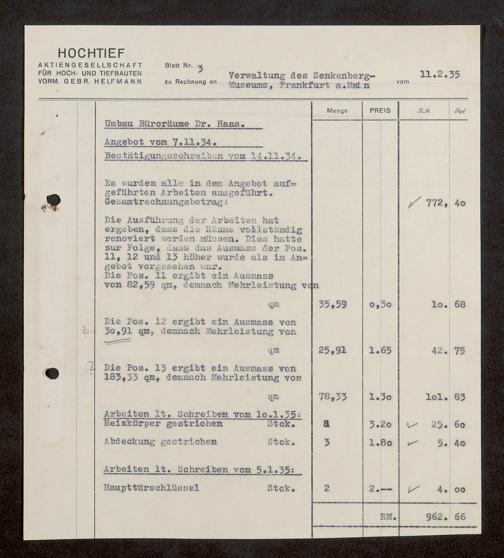 HOCHTIEF
AKTIENGESELLSCHAFT
FÜR HOCH- UND TIEFBAUTEN
VORM. GEBR. HELFMANN
Blatt Nr. 3
zu Rechnung an Verwaltung des Senkenberg-
Museums, Frankfurt a.Main vom 11.2.35
Menge PREIS
Umbau Büroräume Dr. Haas.
Angebot vom 7.11.34.
Bestätigungsschreiben vom 14.11.34.
Es wurden alle in dem Angebot auf=
geführten Arbeiten ausgeführt.
Gesamtrechnungsbetrag: 772, 40
Die Ausführung der Arbeiten hat
ergeben, dass die Räume vollständig
renoviert werden müssen. Dies hatte
zur Folge, dass das Ausmass der Pos.
11, 12 und 13 höher wurde als im An=
gebot vorgesehen war.
Die Pos. 11 ergibt ein Ausmass
von 82,59 qm, demnach Mehrleistung von
qm 35,59 0,30 10. 68
Die Pos. 12 ergibt ein Ausmass von
30,91 qm, demnach Mehrleistung von
qm 25,91 1.65 42. 75
Die Pos. 13 ergibt ein Ausmass von
183,33 qm, demnach Mehrleistung von
qm 78,33 1.30 101. 83
Arbeiten lt. Schreiben vom 10.1.35:
Heizkörper gestrichen Stck. 8 3.20 25. 60
Abdeckung gestrichen Stck. 3 1.80 5. 40
Arbeiten lt. Schreiben vom 5.1.35:
Haupttürschlüssel Stck. 2 2.-- 4. 00
RM. 962. 66